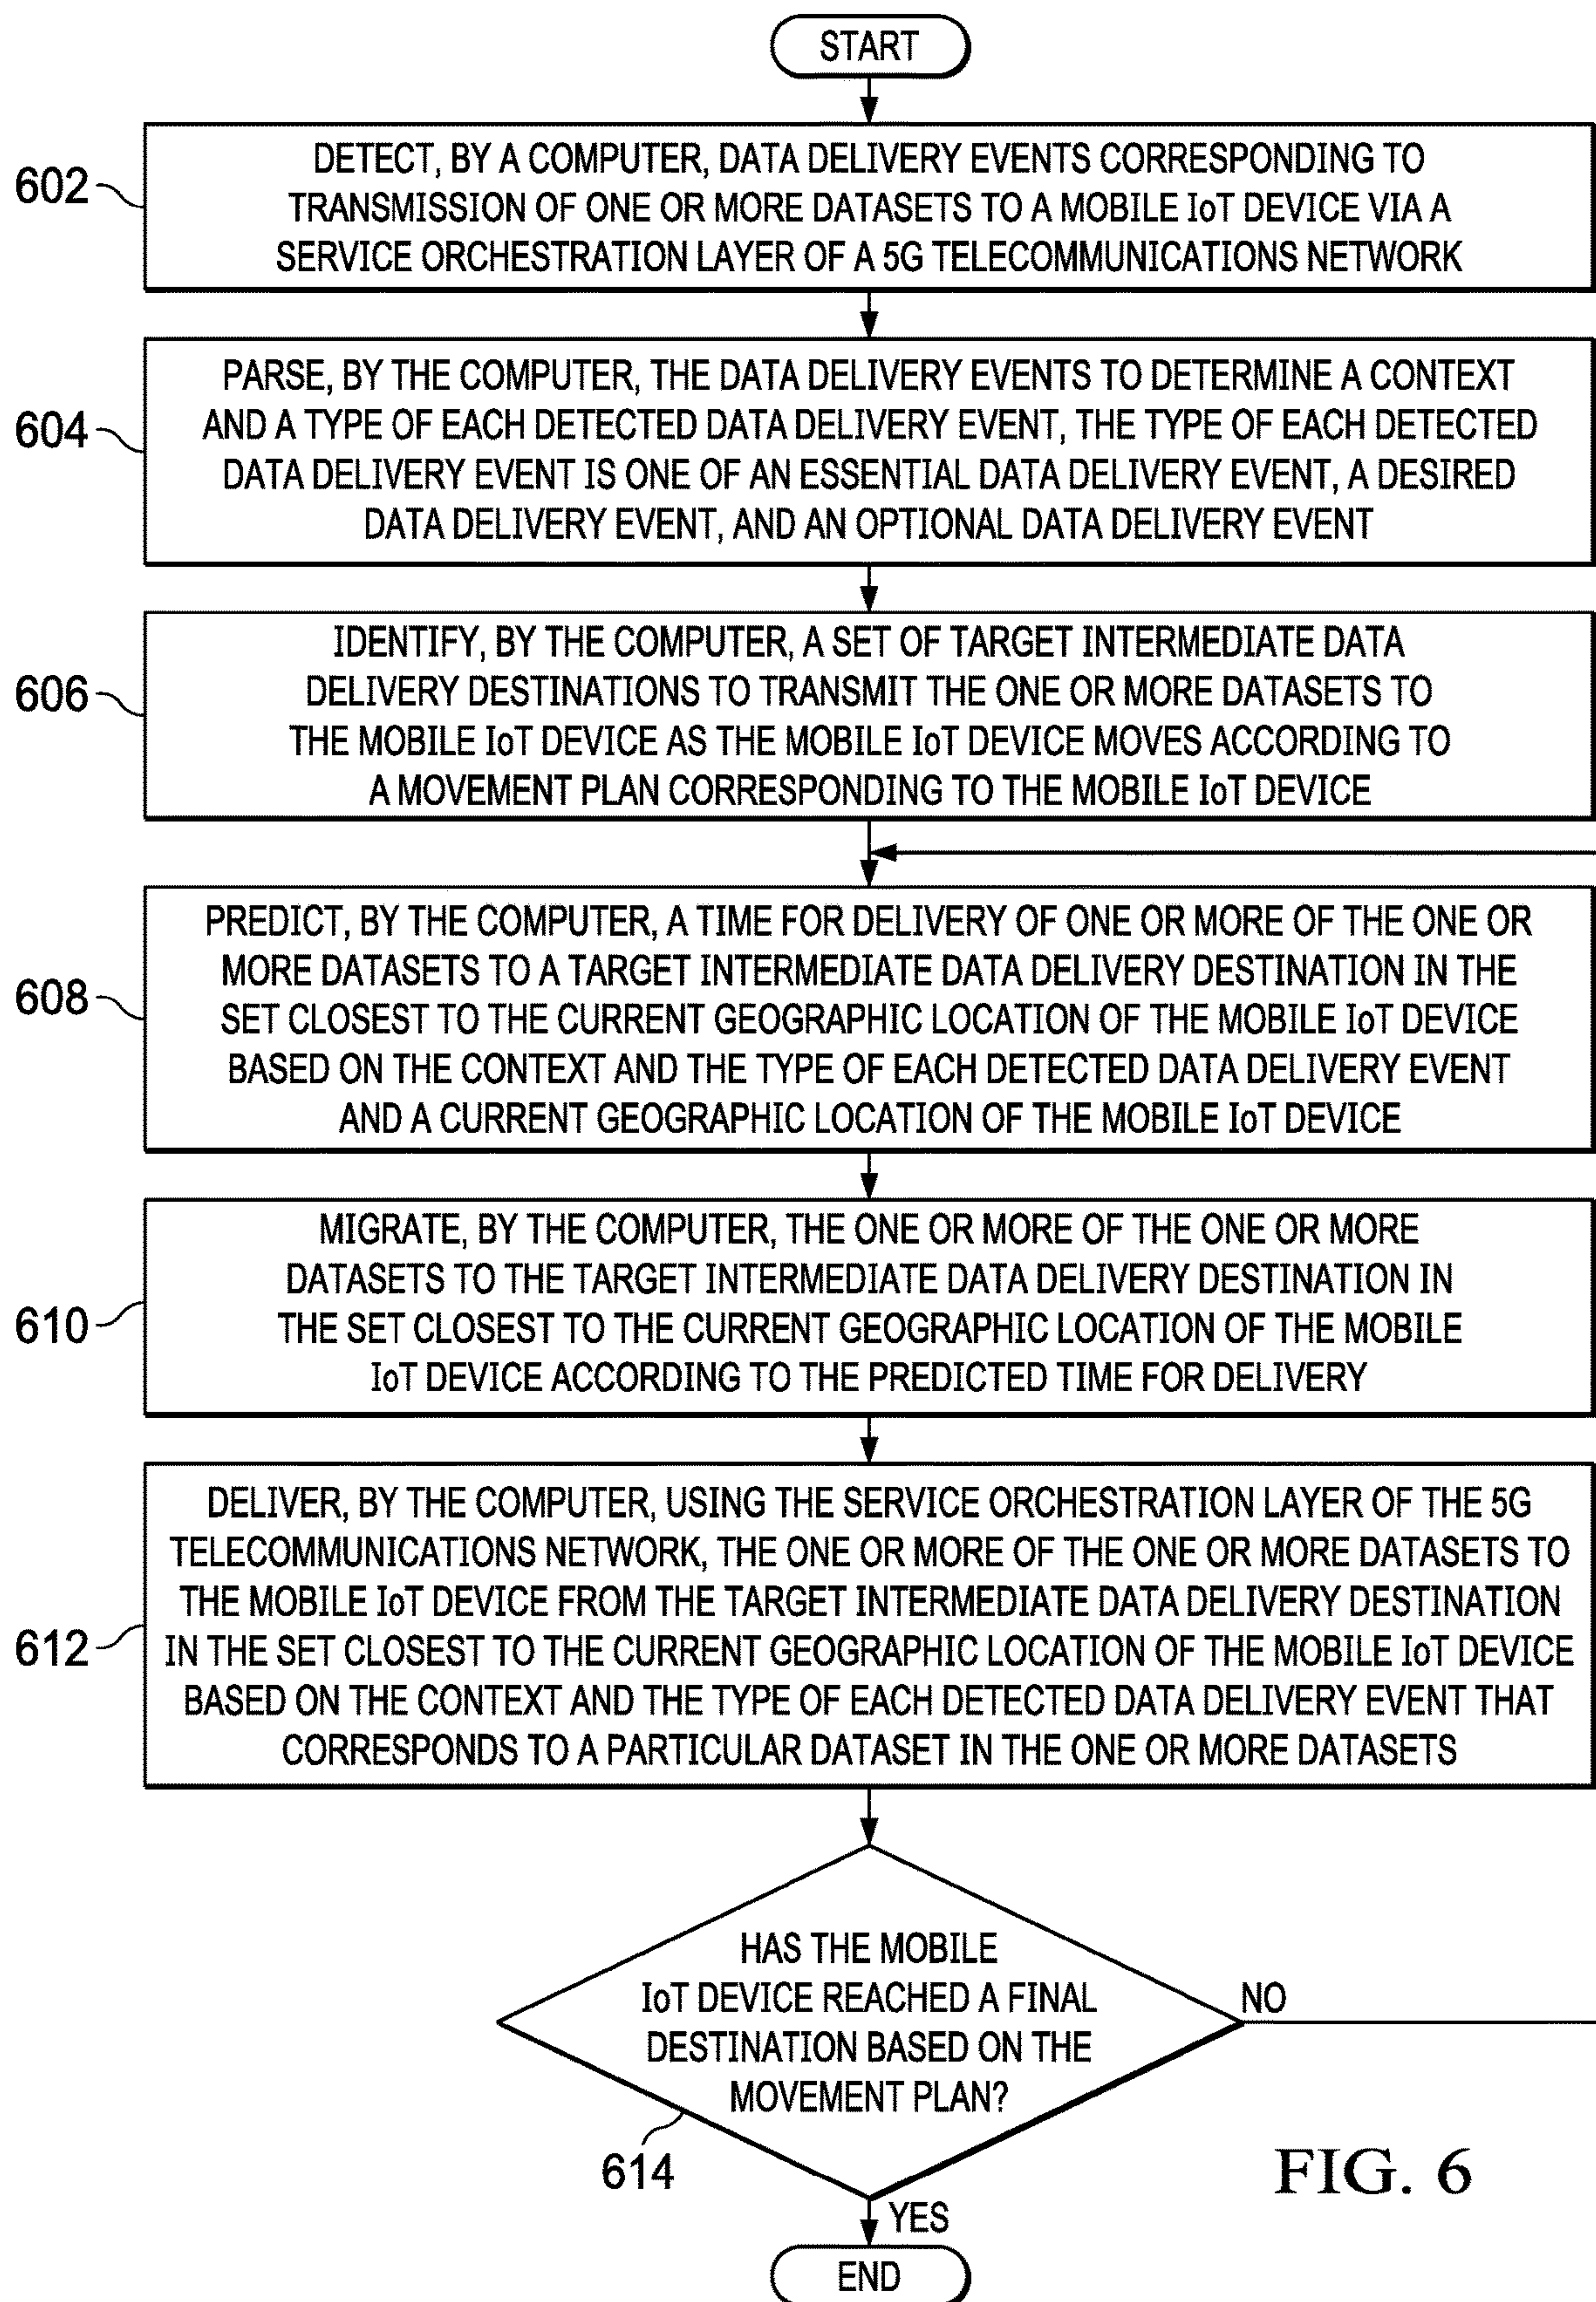 START
602
DETECT, BY A COMPUTER, DATA DELIVERY EVENTS CORRESPONDING TO
TRANSMISSION OF ONE OR MORE DATASETS TO A MOBILE IoT DEVICE VIA A
SERVICE ORCHESTRATION LAYER OF A 5G TELECOMMUNICATIONS NETWORK
604
PARSE, BY THE COMPUTER, THE DATA DELIVERY EVENTS TO DETERMINE A CONTEXT
AND A TYPE OF EACH DETECTED DATA DELIVERY EVENT, THE TYPE OF EACH DETECTED
DATA DELIVERY EVENT IS ONE OF AN ESSENTIAL DATA DELIVERY EVENT, A DESIRED
DATA DELIVERY EVENT, AND AN OPTIONAL DATA DELIVERY EVENT
606
IDENTIFY, BY THE COMPUTER, A SET OF TARGET INTERMEDIATE DATA
DELIVERY DESTINATIONS TO TRANSMIT THE ONE OR MORE DATASETS TO
THE MOBILE IoT DEVICE AS THE MOBILE IoT DEVICE MOVES ACCORDING TO
A MOVEMENT PLAN CORRESPONDING TO THE MOBILE IoT DEVICE
608
PREDICT, BY THE COMPUTER, A TIME FOR DELIVERY OF ONE OR MORE OF THE ONE OR
MORE DATASETS TO A TARGET INTERMEDIATE DATA DELIVERY DESTINATION IN THE
SET CLOSEST TO THE CURRENT GEOGRAPHIC LOCATION OF THE MOBILE IoT DEVICE
BASED ON THE CONTEXT AND THE TYPE OF EACH DETECTED DATA DELIVERY EVENT
AND A CURRENT GEOGRAPHIC LOCATION OF THE MOBILE IoT DEVICE
610
MIGRATE, BY THE COMPUTER, THE ONE OR MORE OF THE ONE OR MORE
DATASETS TO THE TARGET INTERMEDIATE DATA DELIVERY DESTINATION IN
THE SET CLOSEST TO THE CURRENT GEOGRAPHIC LOCATION OF THE MOBILE
IoT DEVICE ACCORDING TO THE PREDICTED TIME FOR DELIVERY
612
DELIVER, BY THE COMPUTER, USING THE SERVICE ORCHESTRATION LAYER OF THE 5G
TELECOMMUNICATIONS NETWORK, THE ONE OR MORE OF THE ONE OR MORE DATASETS TO
THE MOBILE IoT DEVICE FROM THE TARGET INTERMEDIATE DATA DELIVERY DESTINATION
IN THE SET CLOSEST TO THE CURRENT GEOGRAPHIC LOCATION OF THE MOBILE IoT DEVICE
BASED ON THE CONTEXT AND THE TYPE OF EACH DETECTED DATA DELIVERY EVENT THAT
CORRESPONDS TO A PARTICULAR DATASET IN THE ONE OR MORE DATASETS
HAS THE MOBILE
IoT DEVICE REACHED A FINAL
DESTINATION BASED ON THE
MOVEMENT PLAN?
NO
614
YES
END
FIG. 6